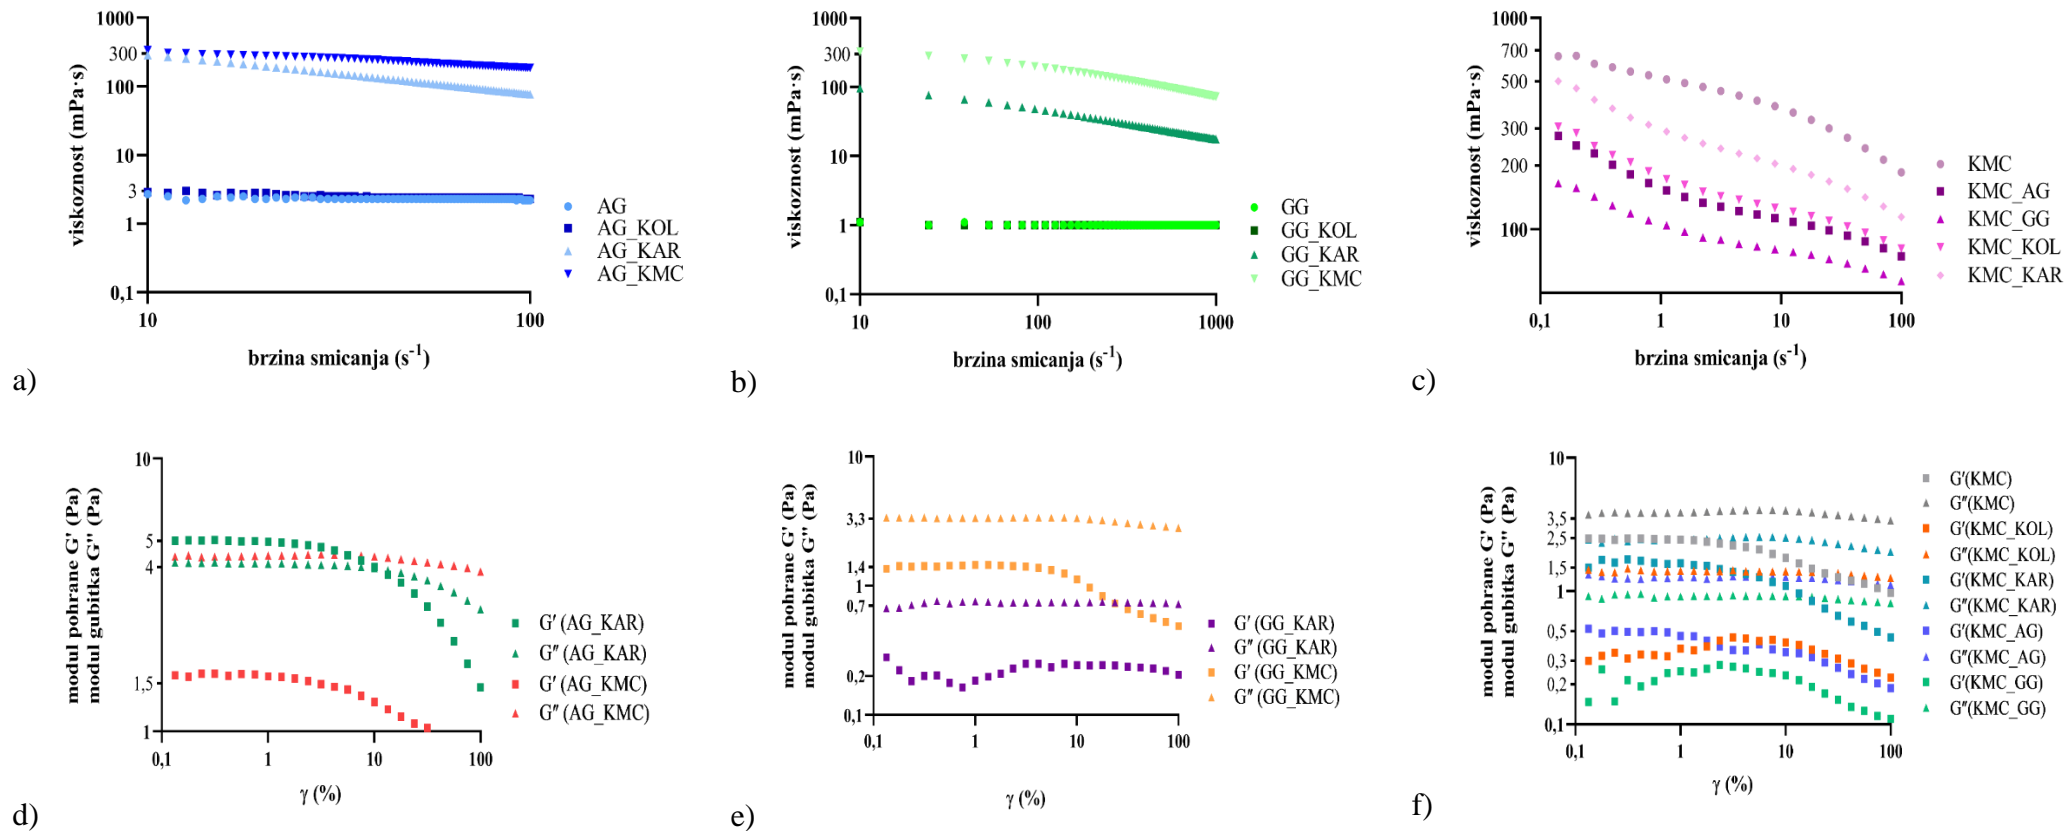 viskoznost (mPa·s)
1000
300
100
10
3
1
0,1
10
100
brzina smicanja (s-1)
AG
AG_KOL
AG_KAR
AG_KMC
a)
viskoznost (mPa·s)
1000
300
100
10
1
0,1
10
100
1000
brzina smicanja (s-1)
GG
GG_KOL
GG_KAR
GG_KMC
b)
viskoznost (mPa·s)
1000
700
500
300
200
100
0,1
1
10
100
brzina smicanja (s-1)
KMC
KMC_AG
KMC_GG
KMC_KOL
KMC_KAR
c)
modul pohrane G' (Pa)
modul gubitka G" (Pa)
10
5
4
1,5
1
0,1
1
10
100
γ (%)
G' (AG_KAR)
G" (AG_KAR)
G' (AG_KMC)
G" (AG_KMC)
d)
modul pohrane G' (Pa)
modul gubitka G" (Pa)
10
3,3
1,4
1
0,7
0,2
0,1
0,1
1
10
100
γ (%)
G' (GG_KAR)
G" (GG_KAR)
G' (GG_KMC)
G" (GG_KMC)
e)
modul pohrane G' (Pa)
modul gubitka G" (Pa)
10
3,5
2,5
1,5
1
0,5
0,3
0,2
0,1
0,1
1
10
100
γ (%)
G'(KMC)
G"(KMC)
G'(KMC_KOL)
G"(KMC_KOL)
G'(KMC_KAR)
G"(KMC_KAR)
G'(KMC_AG)
G"(KMC_AG)
G'(KMC_GG)
G"(KMC_GG)
f)